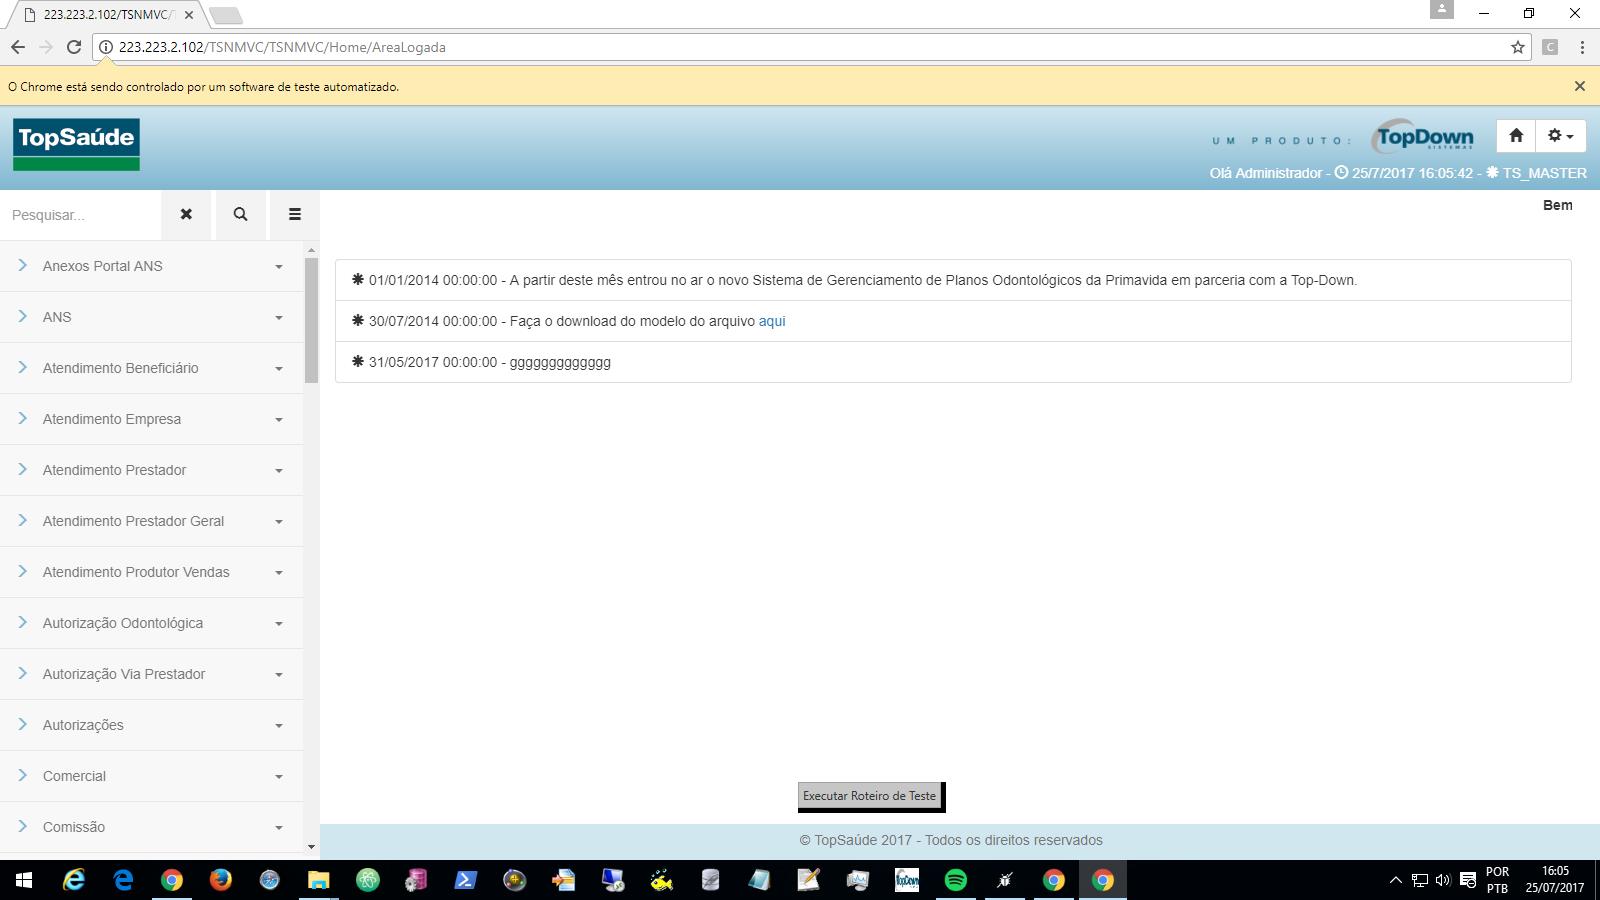 223.223.2.102/TSNMVC/
223.223.2.102/TSNMVC/TSNMVC/Home/AreaLogada
C
O Chrome está sendo controlado por um software de teste automatizado.
TopSaúde
UM PRODUTO:
TopDown
SISTEMAS
Olá Administrador - 25/7/2017 16:05:42 - TS_MASTER
Pesquisar...
Bem
Anexos Portal ANS
ANS
Atendimento Beneficiário
Atendimento Empresa
Atendimento Prestador
Atendimento Prestador Geral
Atendimento Produtor Vendas
Autorização Odontológica
Autorização Via Prestador
Autorizações
Comercial
Comissão
01/01/2014 00:00:00 - A partir deste mês entrou no ar o novo Sistema de Gerenciamento de Planos Odontológicos da Primavida em parceria com a Top-Down.
30/07/2014 00:00:00 - Faça o download do modelo do arquivo aqui
31/05/2017 00:00:00 - ggggggggggggg
Executar Roteiro de Teste
© TopSaúde 2017 - Todos os direitos reservados
TopDown
POR
PTB
16:05
25/07/2017